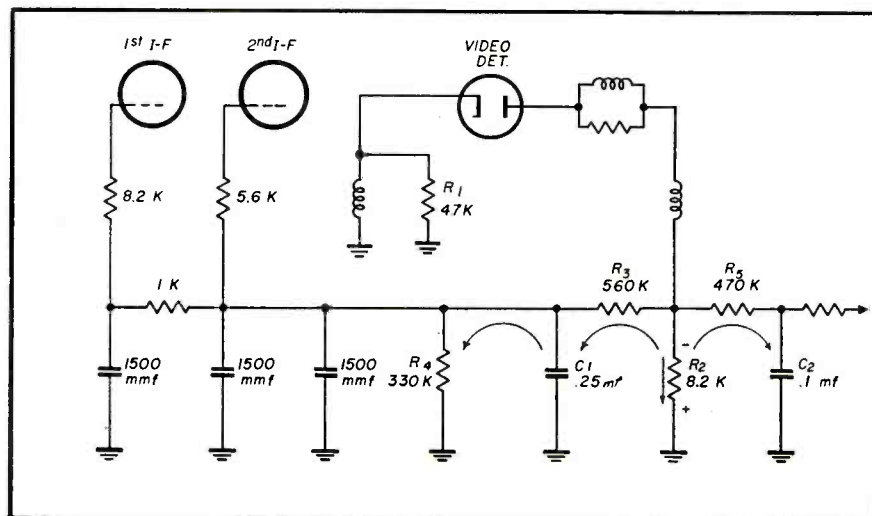 1st I-F
2nd I-F
VIDEO
DET.
8.2 K
5.6 K
R1
47K
1 K
R3
560 K
R5
470 K
1500
mmf
1500
mmf
1500
mmf
R4
330 K
C1
.25 mf
-
R2
8.2 K
+
C2
.1 mf